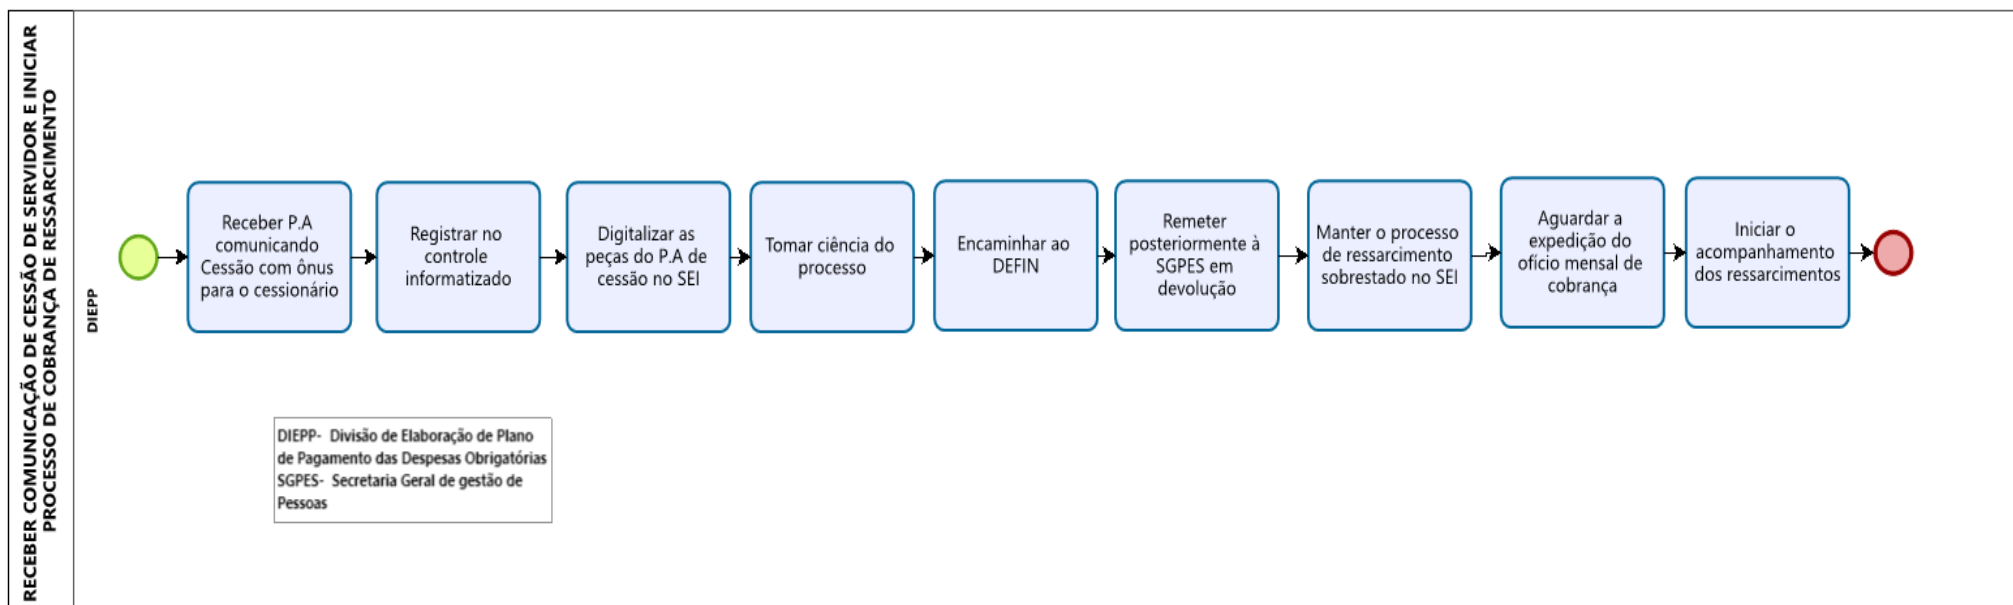 RECEBER COMUNICAÇÃO DE CESSÃO DE SERVIDOR E INICIAR
PROCESSO DE COBRANÇA DE RESSARCIMENTO
DIEPP
Receber P.A
comunicando
Cessão com ônus
para o cessionário
Registrar no
controle
informatizado
Digitalizar as
peças do P.A de
cessão no SEI
Tomar ciência do
processo
Encaminhar ao
DEFIN
Remeter
posteriormente à
SGPES em
devolução
Manter o processo
de ressarcimento
sobrestado no SEI
Aguardar a
expedição do
ofício mensal de
cobrança
Iniciar o
acompanhamento
dos ressarcimentos
DIEPP- Divisão de Elaboração de Plano
de Pagamento das Despesas Obrigatórias
SGPES- Secretaria Geral de gestão de
Pessoas